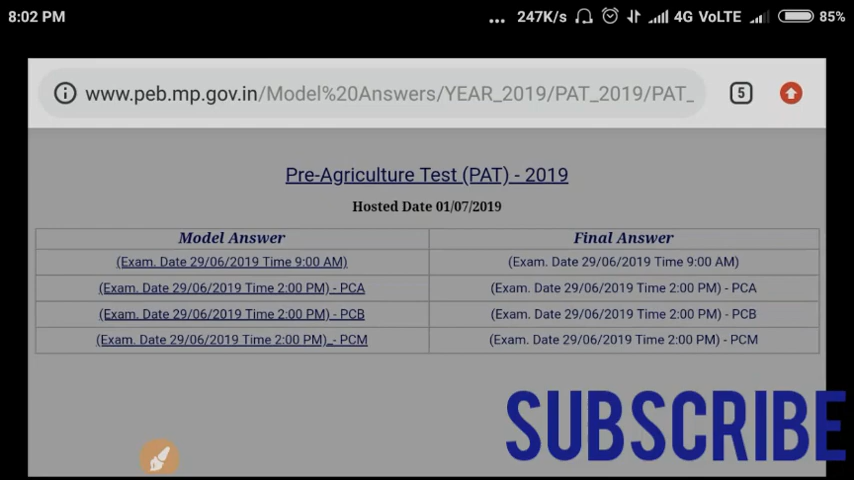 8:02 PM ... 247K/s 4G VoLTE 85%
www.peb.mp.gov.in/Model%20Answers/YEAR_2019/PAT_2019/PAT_ 5
Pre-Agriculture Test (PAT) - 2019
Hosted Date 01/07/2019
Model Answer Final Answer
(Exam. Date 29/06/2019 Time 9:00 AM) (Exam. Date 29/06/2019 Time 9:00 AM)
(Exam. Date 29/06/2019 Time 2:00 PM) - PCA (Exam. Date 29/06/2019 Time 2:00 PM) - PCA
(Exam. Date 29/06/2019 Time 2:00 PM) - PCB (Exam. Date 29/06/2019 Time 2:00 PM) - PCB
(Exam. Date 29/06/2019 Time 2:00 PM)_- PCM (Exam. Date 29/06/2019 Time 2:00 PM) - PCM
SUBSCRIBE